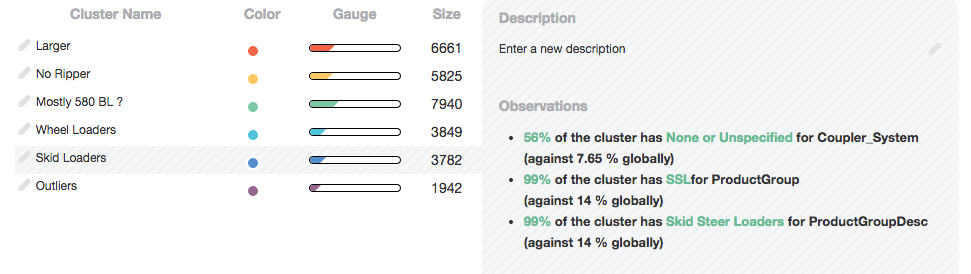 Cluster Name Color Gauge Size
Larger 6661
No Ripper 5825
Mostly 580 BL ? 7940
Wheel Loaders 3849
Skid Loaders 3782
Outliers 1942
Description
Enter a new description
Observations
• 56% of the cluster has None or Unspecified for Coupler_System
(against 7.65 % globally)
• 99% of the cluster has SSLfor ProductGroup
(against 14 % globally)
• 99% of the cluster has Skid Steer Loaders for ProductGroupDesc
(against 14 % globally)